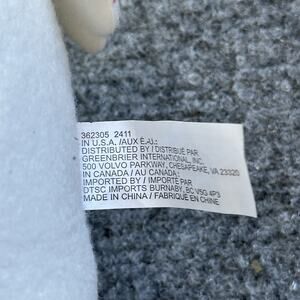 362305 2411
IN U.S.A. /AUX É.-U.:
DISTRIBUTED BY / DISTRIBUÉ PAR
GREENBRIER INTERNATIONAL, INC.
500 VOLVO PARKWAY, CHESAPEAKE, VA 23320
IN CANADA / AU CANADA :
IMPORTED BY / IMPORTÉ PAR
DTSC IMPORTS BURNABY, BC V5G 4P3
MADE IN CHINA / FABRIQUÉ EN CHINE